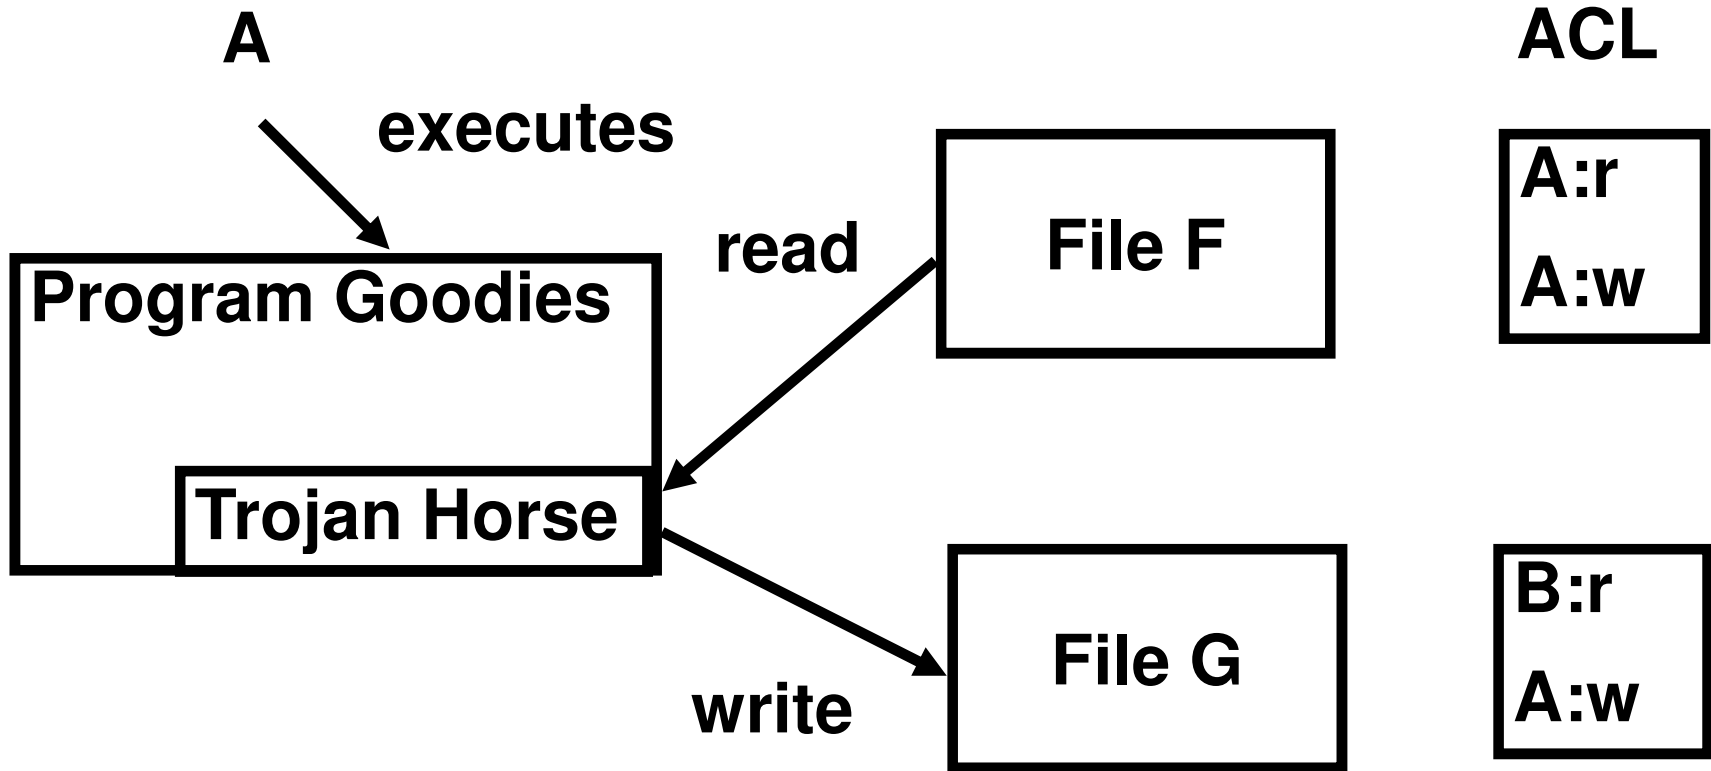 A
ACL
executes
A:r
read
File F
Program Goodies
A:w
Trojan Horse
B:r
File G
write
A:w